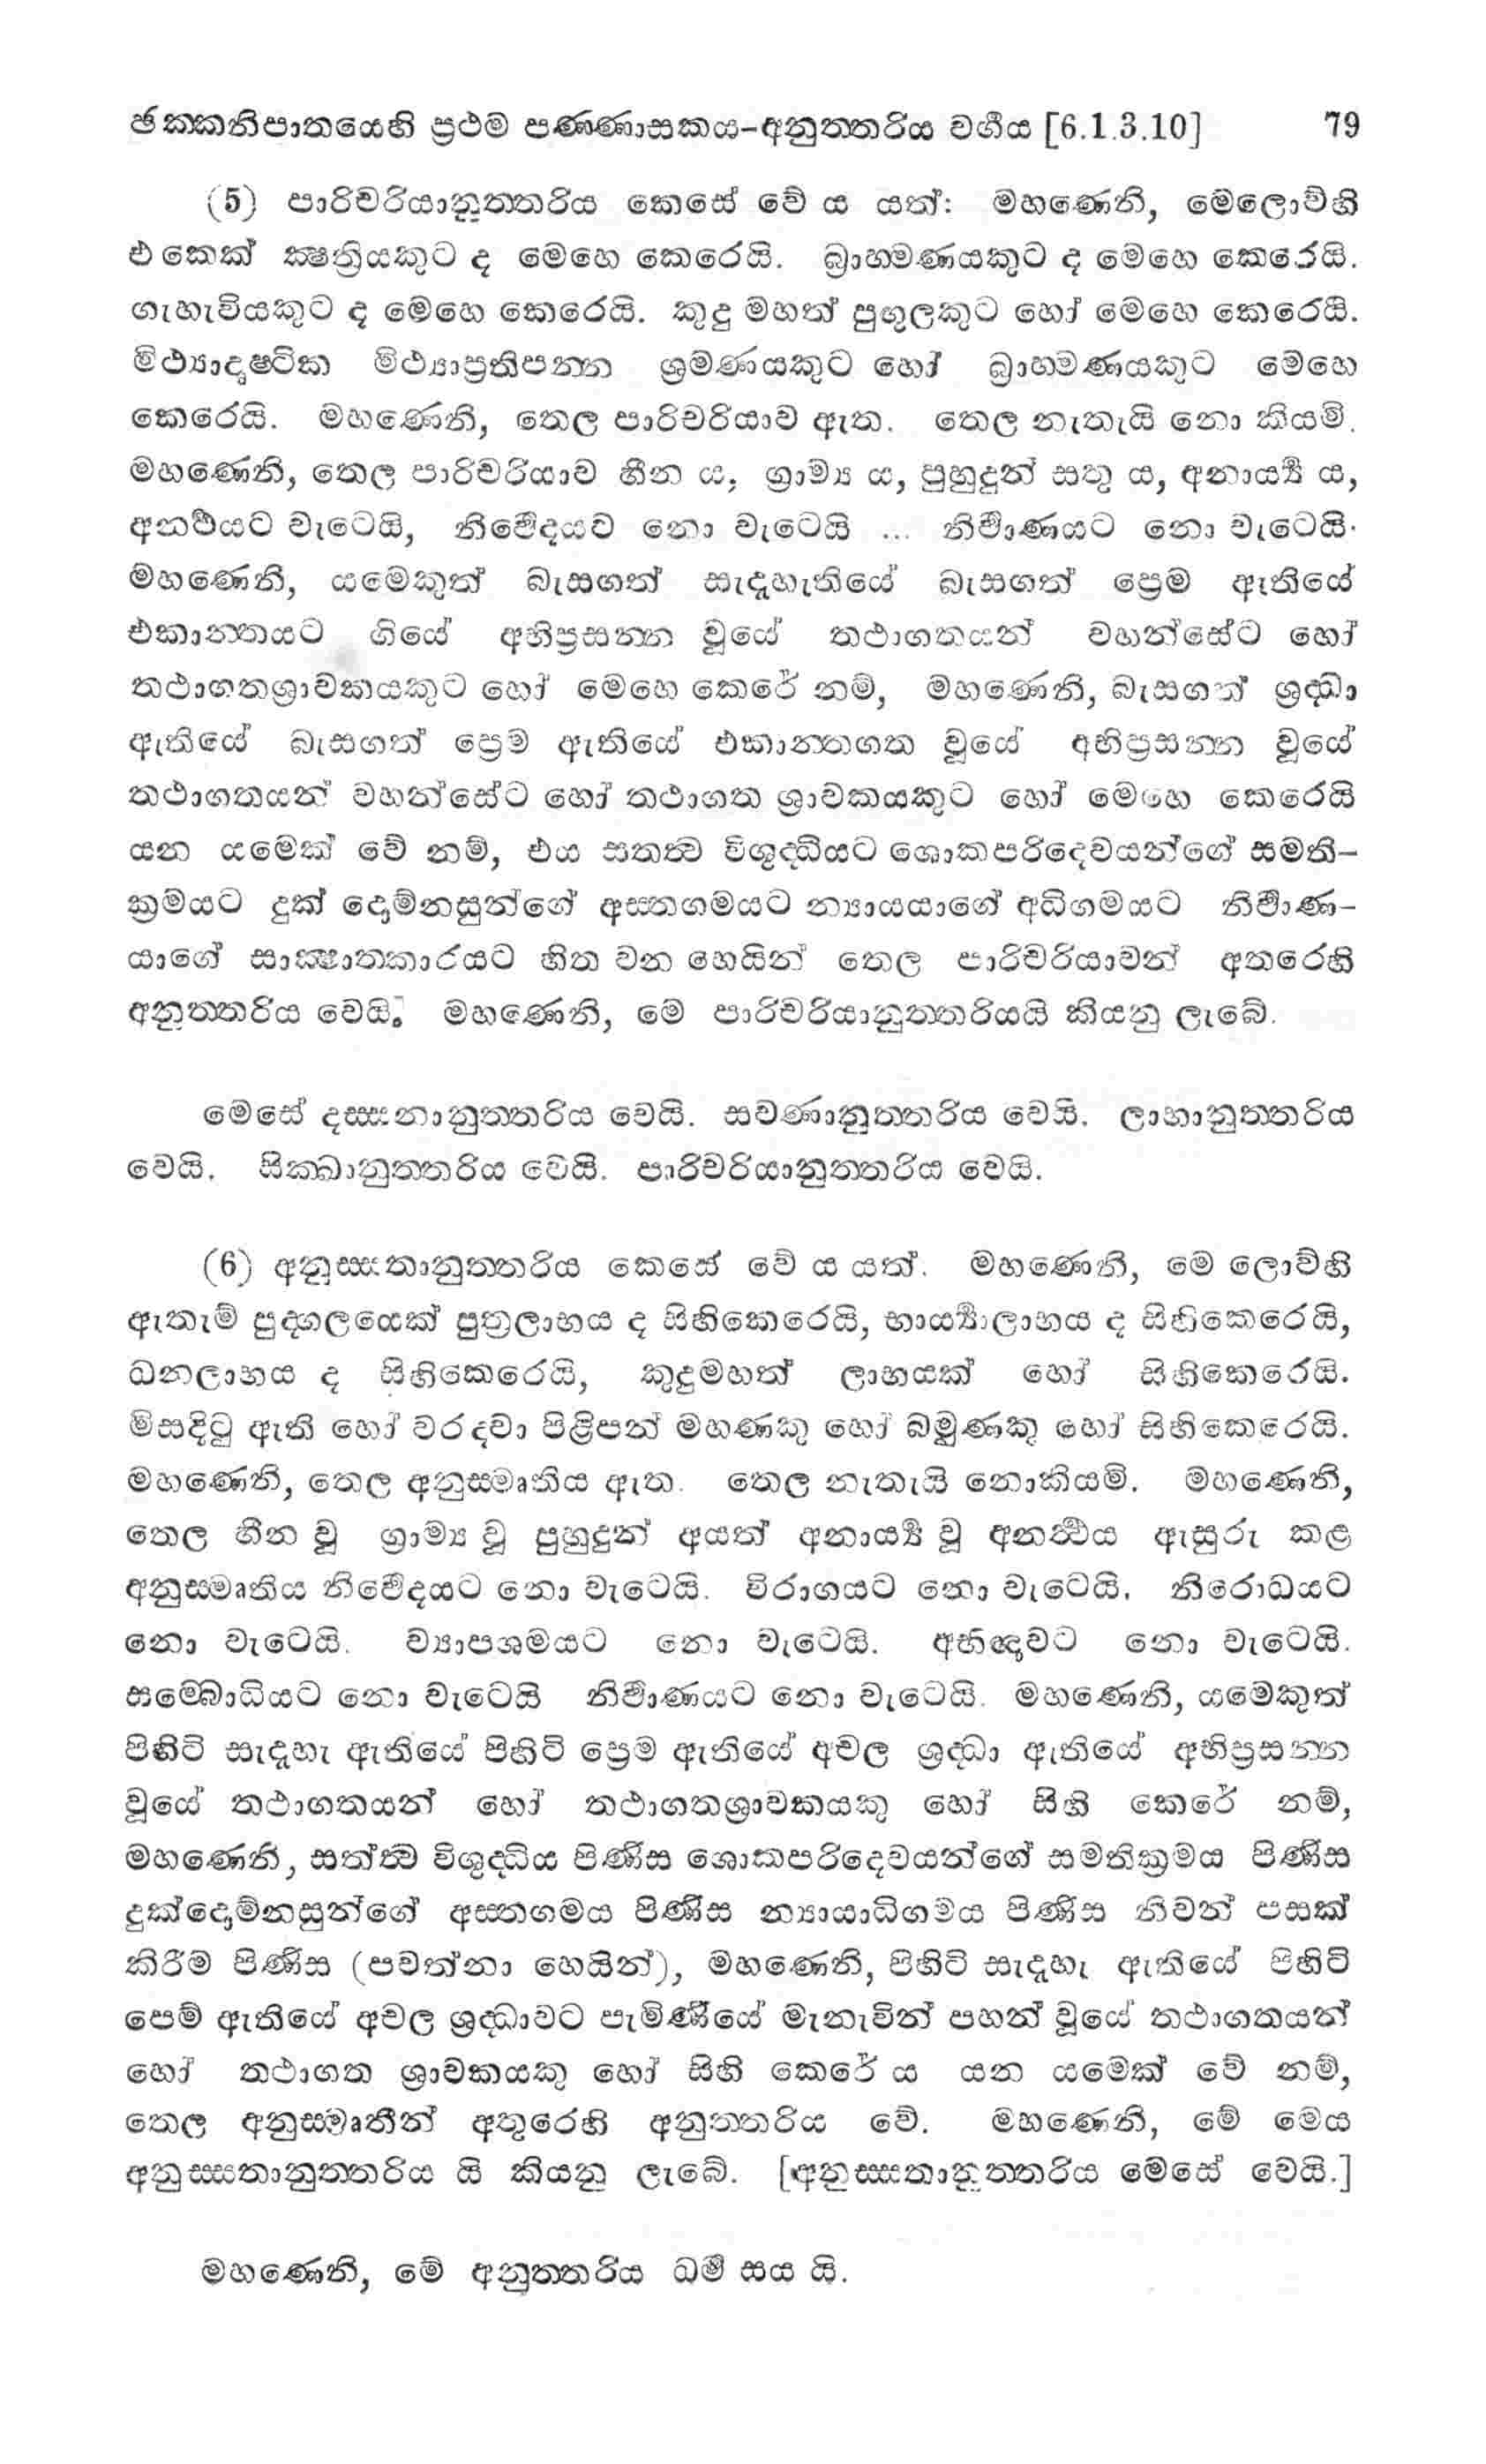 ඡක්කනිපාතයෙහි ප්‍රථම පණ්ණාසකය-අනුත්තරිය වර්ගය [6.1.3.10] 79
(5) පාරිචරියානුත්තරිය කෙසේ වේ ය යත්: මහණෙනි, මෙලොව්හි
එකෙක් ක්‍ෂත්‍රියකුට ද මෙහෙ කෙරෙයි. බ්‍රාහ්මණයකුට ද මෙහෙ කෙරෙයි.
ගැහැවියකුට ද මෙහෙ කෙරෙයි. කුදු මහත් පුඟුලකුට හෝ මෙහෙ කෙරෙයි.
මිථ්‍යාදෘෂ්ටික මිථ්‍යාප්‍රතිපන්න ශ්‍රමණයකුට හෝ බ්‍රාහ්මණයකුට මෙහෙ
කෙරෙයි. මහණෙනි, තෙල පාරිචරියාව ඇත. තෙල නැතැයි නො කියමි.
මහණෙනි, තෙල පාරිචරියාව හීන ය, ග්‍රාම්‍ය ය, පුහුදුන් සතු ය, අනාර්‍ය්‍ය ය,
අනර්ථයට වැටෙයි, නිර්වේදයට නො වැටෙයි ... නිර්වාණයට නො වැටෙයි.
මහණෙනි, යමෙකුත් බැසගත් සැදැහැතියේ බැසගත් ප්‍රෙම ඇතියේ
එකාන්තයට ගියේ අභිප්‍රසන්න වූයේ තථාගතයන් වහන්සේට හෝ
තථාගතශ්‍රාවකයකුට හෝ මෙහෙ කෙරේ නම්, මහණෙනි, බැසගත් ශ්‍රද්ධා
ඇතියේ බැසගත් ප්‍රෙම ඇතියේ එකාන්තගත වූයේ අභිප්‍රසන්න වූයේ
තථාගතයන් වහන්සේට හෝ තථාගත ශ්‍රාවකයකුට හෝ මෙහෙ කෙරෙයි
යන යමෙක් වේ නම්, එය සත්ත්‍ව විශුද්ධියට ශොකපරිදෙවයන්ගේ සමති-
ක්‍රමයට දුක් දොම්නසුන්ගේ අස්තගමයට න්‍යායයාගේ අධිගමයට නිර්වාණ-
යාගේ සාක්‍ෂාත්කාරයට හිත වන හෙයින් තෙල පාරිචරියාවන් අතරෙහි
අනුත්තරිය වෙයි. මහණෙනි, මෙ පාරිචරියානුත්තරියයි කියනු ලැබේ.
මෙසේ දස්සනානුත්තරිය වෙයි. සවණානුත්තරිය වෙයි. ලාභානුත්තරිය
වෙයි. සික්ඛානුත්තරිය වෙයි. පාරිචරියානුත්තරිය වෙයි.
(6) අනුස්සතානුත්තරිය කෙසේ වේ ය යත්. මහණෙනි, මෙ ලොව්හි
ඇතැම් පුද්ගලයෙක් පුත්‍රලාභය ද සිහිකෙරෙයි, භාර්‍ය්‍යාලාභය ද සිහිකෙරෙයි,
ධනලාභය ද සිහිකෙරෙයි, කුදුමහත් ලාභයක් හෝ සිහිකෙරෙයි.
මිසදිටු ඇති හෝ වරදවා පිළිපන් මහණකු හෝ බමුණකු හෝ සිහිකෙරෙයි.
මහණෙනි, තෙල අනුස්මෘතිය ඇත. තෙල නැතැයි නොකියමි. මහණෙනි,
තෙල හීන වූ ග්‍රාම්‍ය වූ පුහුදුන් අයත් අනාර්‍ය්‍ය වූ අනර්ත්‍ථය ඇසුරු කළ
අනුස්මෘතිය නිර්වේදයට නො වැටෙයි. විරාගයට නො වැටෙයි. නිරොධයට
නො වැටෙයි. ව්‍යාපශමයට නො වැටෙයි. අභිඥාවට නො වැටෙයි.
සම්බොධියට නො වැටෙයි නිර්වාණයට නො වැටෙයි. මහණෙනි, යමෙකුත්
පිහිටි සැදැහැ ඇතියේ පිහිටි ප්‍රෙම ඇතියේ අචල ශ්‍රද්ධා ඇතියේ අභිප්‍රසන්න
වූයේ තථාගතයන් හෝ තථාගතශ්‍රාවකයකු හෝ සිහි කෙරේ නම්,
මහණෙනි, සත්ත්‍ව විශුද්ධිය පිණිස ශොකපරිදෙවයන්ගේ සමතික්‍රමය පිණිස
දුක්දොම්නසුන්ගේ අස්තගමය පිණිස න්‍යායාධිගමය පිණිස නිවන් පසක්
කිරීම පිණිස (පවත්නා හෙයින්), මහණෙනි, පිහිටි සැදැහැ ඇතියේ පිහිටි
පෙම් ඇතියේ අචල ශ්‍රද්ධාවට පැමිණියේ මැනැවින් පහන් වූයේ තථාගතයන්
හෝ තථාගත ශ්‍රාවකයකු හෝ සිහි කෙරේ ය යන යමෙක් වේ නම්,
තෙල අනුස්මෘතීන් අතුරෙහි අනුත්තරිය වේ. මහණෙනි, මේ මෙය
අනුස්සතානුත්තරිය යි කියනු ලැබේ. [අනුස්සතානුත්තරිය මෙසේ වෙයි.]
මහණෙනි, මේ අනුත්තරිය ධර්ම සය යි.